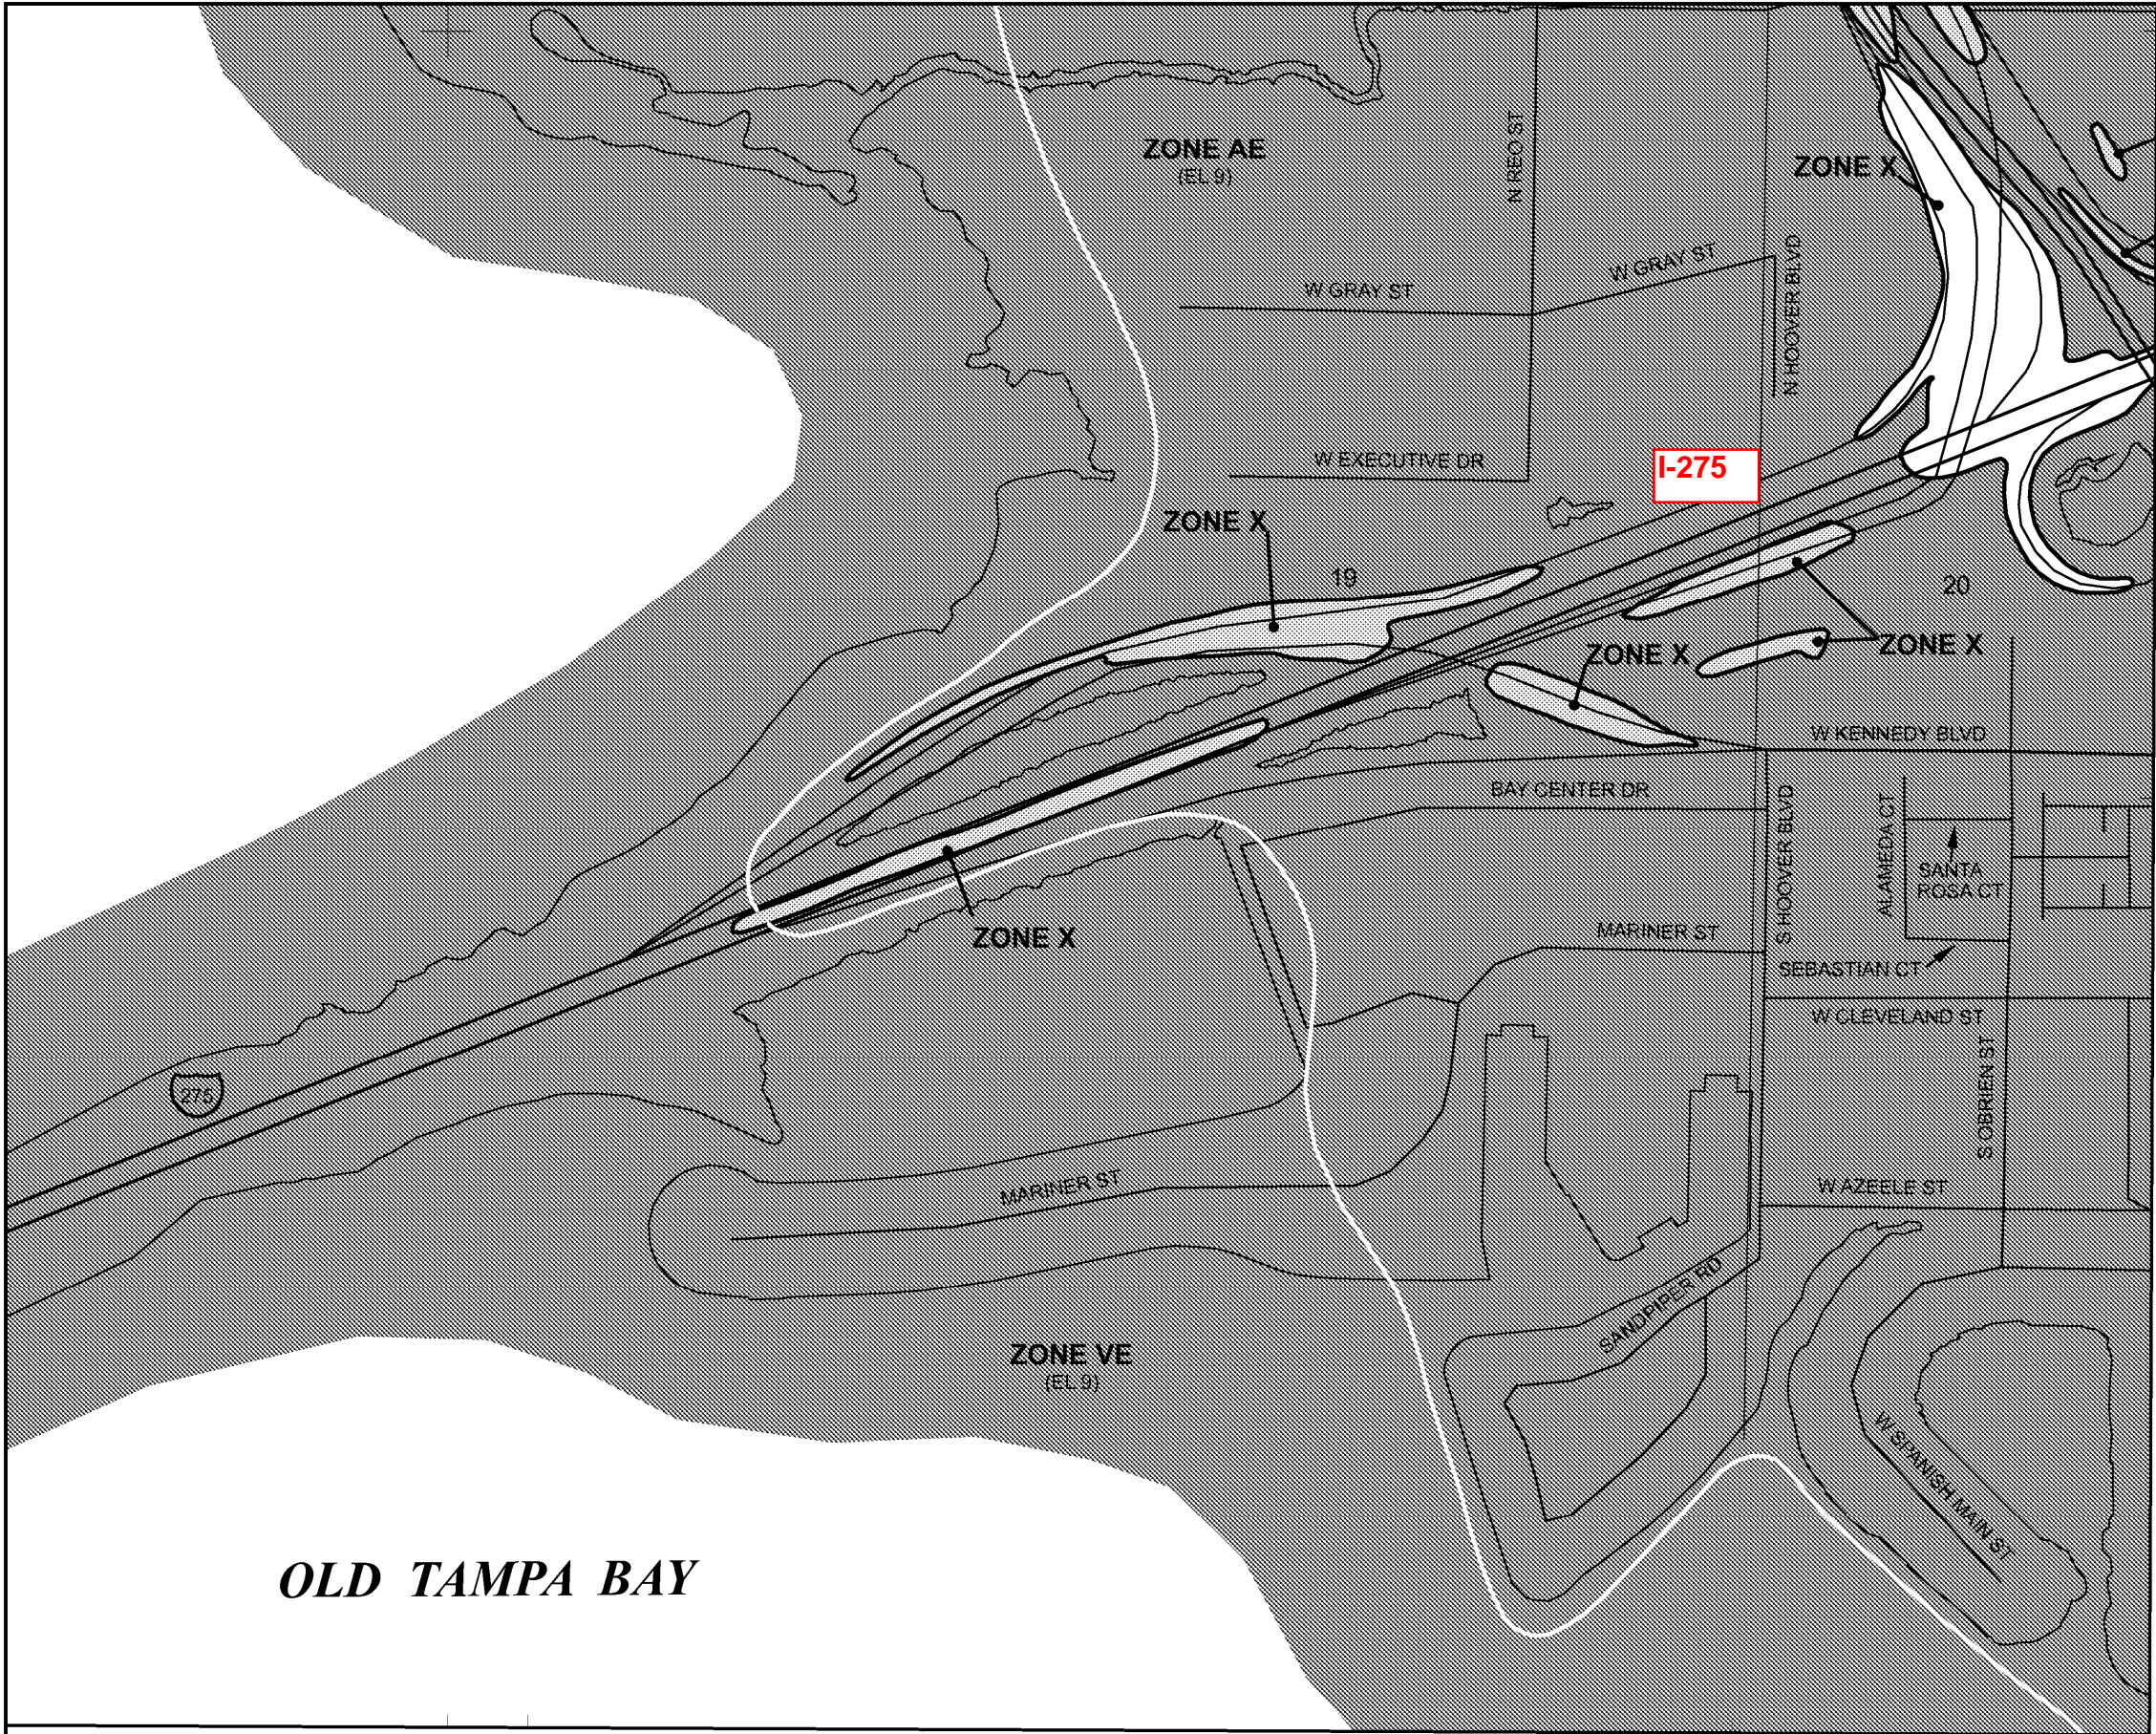 ZONE AE
(EL 9)
N REO ST
ZONE X
W GRAY ST
W GRAY ST
N HOOVER BLVD
W EXECUTIVE DR
I-275
ZONE X
19
20
ZONE X
ZONE X
W KENNEDY BLVD
BAY CENTER DR
S HOOVER BLVD
ALAMEDA CT
SANTA
ROSA CT
ZONE X
MARINER ST
SEBASTIAN CT
W CLEVELAND ST
S OBRIEN ST
275
MARINER ST
W AZEELE ST
SANDPIPER RD
ZONE VE
(EL 9)
W SPANISH MAIN ST
OLD TAMPA BAY